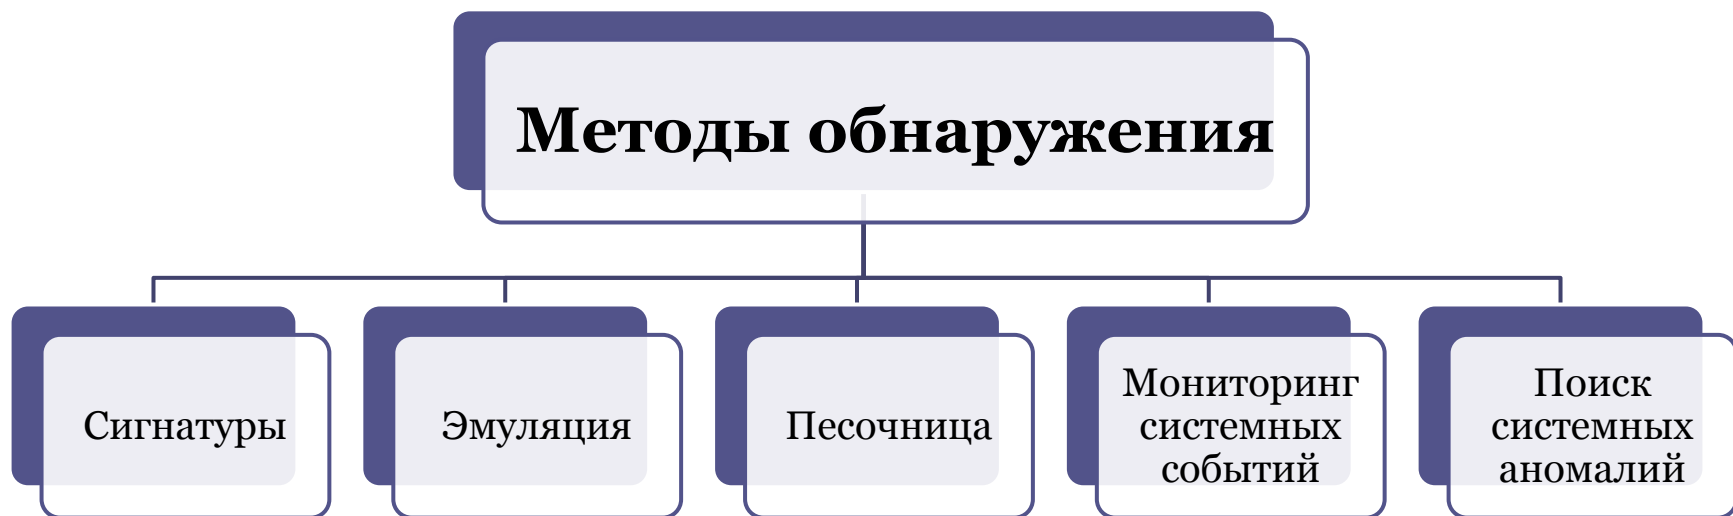 Методы обнаружения
Сигнатуры
Эмуляция
Песочница
Мониторинг
системных
событий
Поиск
системных
аномалий